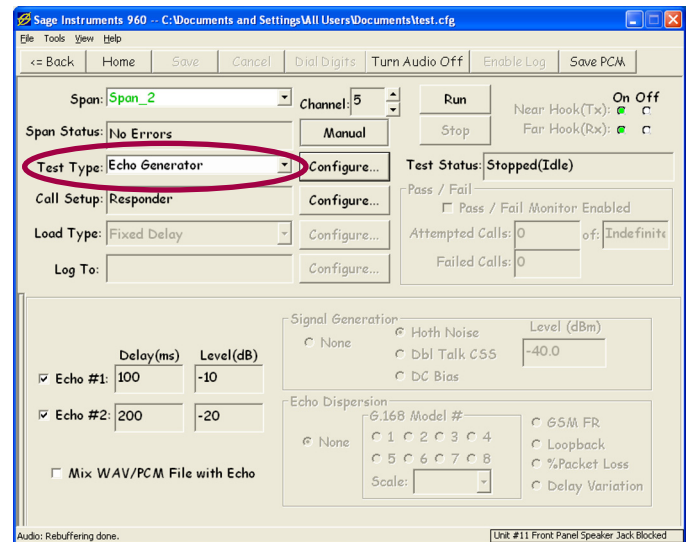 Sage Instruments 960 -- C:\Documents and Settings\All Users\Documents\test.cfg
File Tools View Help
<= Back Home Save Cancel Dial Digits Turn Audio Off Enable Log Save PCM
Span: Span_2 Channel: 5 Run On Off
Near Hook(Tx):
Span Status: No Errors Manual Stop Far Hook(Rx):
Test Type: Echo Generator Configure... Test Status: Stopped(Idle)
Call Setup: Responder Configure... Pass / Fail
Pass / Fail Monitor Enabled
Load Type: Fixed Delay Configure... Attempted Calls: 0 of: Indefinite
Log To: Configure... Failed Calls: 0
Signal Generation
None Hoth Noise Level (dBm)
Delay(ms) Level(dB) Dbl Talk CSS -40.0
Echo #1: 100 -10 DC Bias
Echo Dispersion
Echo #2: 200 -20 G.168 Model # GSM FR
None 1 2 3 4 Loopback
5 6 7 8 %Packet Loss
Mix WAV/PCM File with Echo Scale: Delay Variation
Audio: Rebuffering done. Unit #11 Front Panel Speaker Jack Blocked